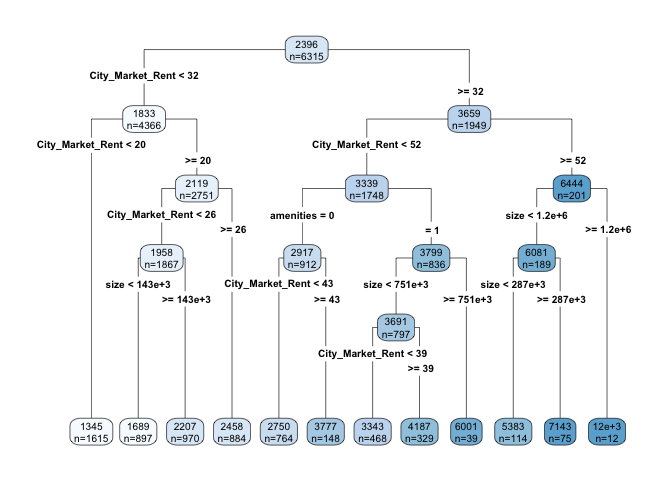 2396
n=6315
City_Market_Rent < 32
>= 32
1833
n=4366
3659
n=1949
City_Market_Rent < 20
>= 20
City_Market_Rent < 52
>= 52
2119
n=2751
3339
n=1748
6444
n=201
City_Market_Rent < 26
>= 26
amenities = 0
= 1
size < 1.2e+6
>= 1.2e+6
1958
n=1867
2917
n=912
3799
n=836
6081
n=189
size < 143e+3
>= 143e+3
City_Market_Rent < 43
>= 43
size < 751e+3
>= 751e+3
size < 287e+3
>= 287e+3
3691
n=797
City_Market_Rent < 39
>= 39
1345
n=1615
1689
n=897
2207
n=970
2458
n=884
2750
n=764
3777
n=148
3343
n=468
4187
n=329
6001
n=39
5383
n=114
7143
n=75
12e+3
n=12